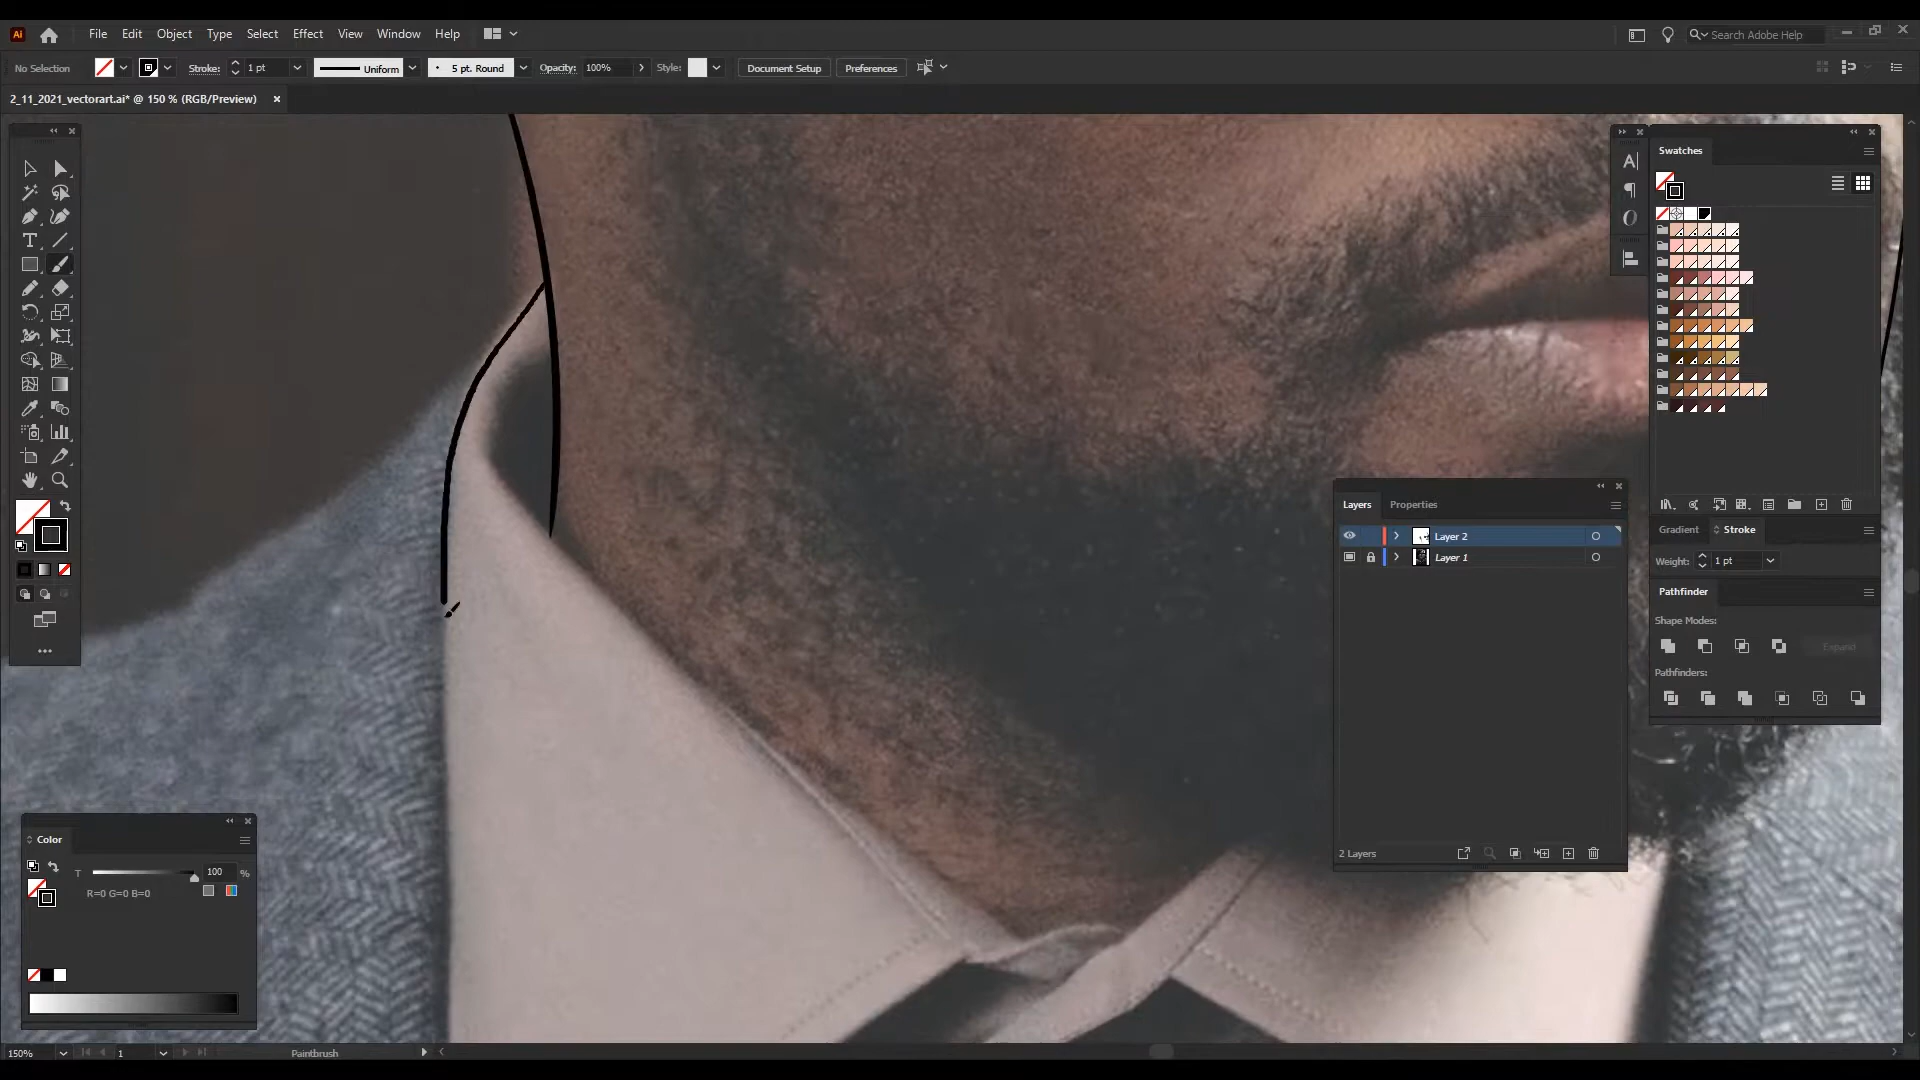 Ai File Edit Object Type Select Effect View Window Help Search Adobe Help
No Selection Stroke: 1 pt Uniform 5 pt. Round Opacity: 100% Style: Document Setup Preferences
2_11_2021_vectorart.ai* @ 150 % (RGB/Preview)
Swatches
Gradient Stroke
Weight: 1 pt
Pathfinder
Shape Modes:
Expand
Pathfinders:
Layers Properties
Layer 2
Layer 1
2 Layers
Color
T 100 %
R=0 G=0 B=0
150% 1 Paintbrush